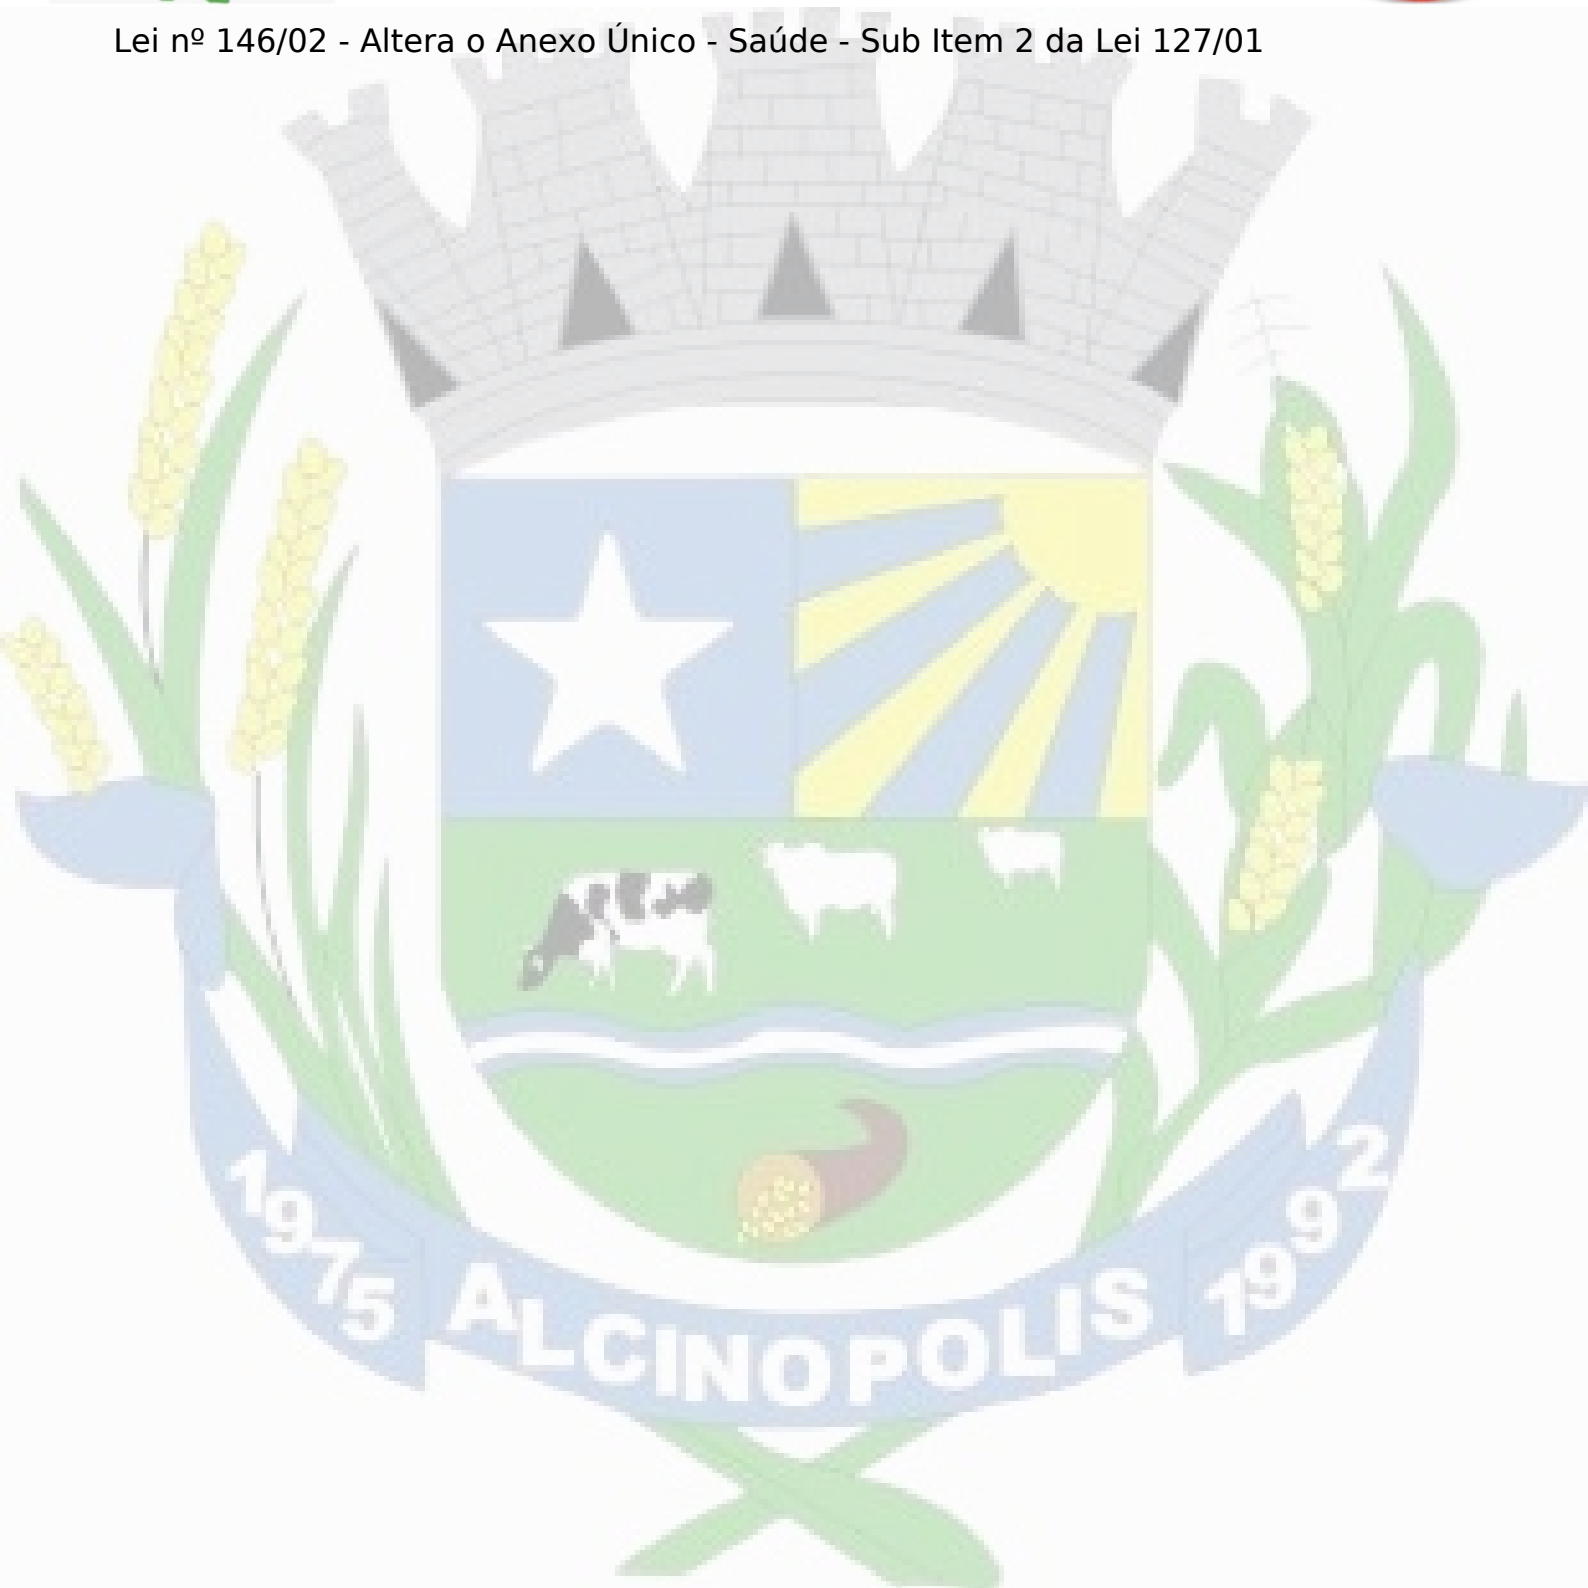 Lei nº 146/02 - Altera o Anexo Único - Saúde - Sub Item 2 da Lei 127/01
1975 ALCINOPOLIS 1992